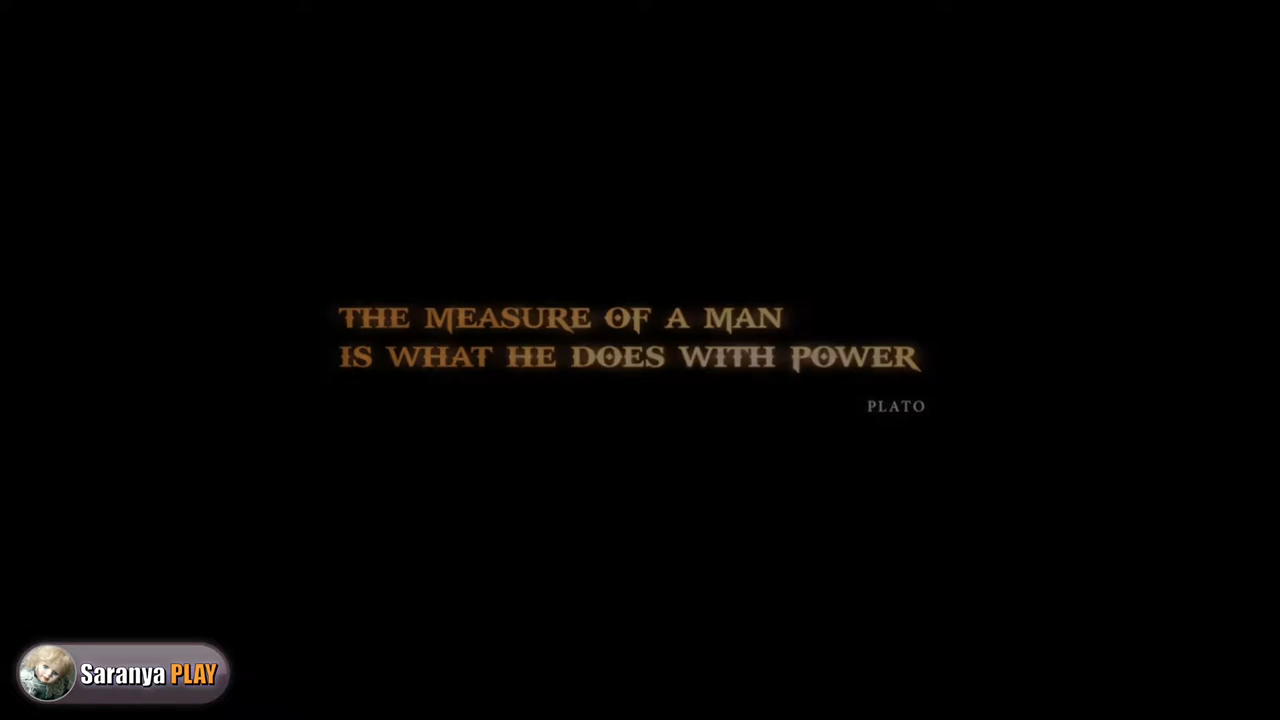 THE MEASURE OF A MAN
IS WHAT HE DOES WITH POWER
PLATO
Saranya PLAY